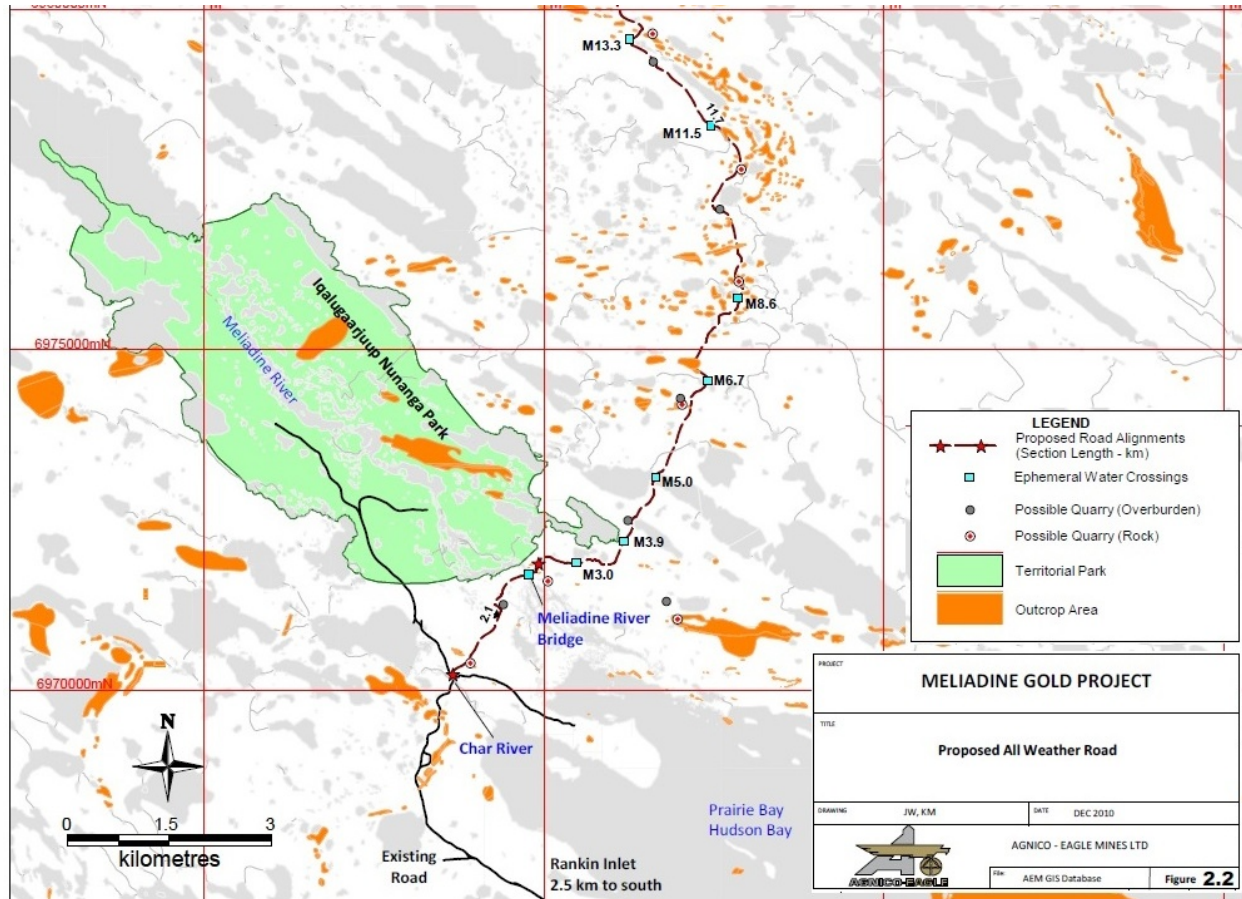 M13.3
11.7
M11.5
M8.6
6975000mN
Iqalugaarjuup Nunanga Park
Meliadine River
M6.7
M5.0
M3.9
M3.0
2.1
Meliadine River
Bridge
6970000mN
Char River
N
0 1.5 3
kilometres
Existing
Road
Rankin Inlet
2.5 km to south
Prairie Bay
Hudson Bay
LEGEND
Proposed Road Alignments
(Section Length - km)
Ephemeral Water Crossings
Possible Quarry (Overburden)
Possible Quarry (Rock)
Territorial Park
Outcrop Area
PROJECT
MELIADINE GOLD PROJECT
TITLE
Proposed All Weather Road
DRAWING JW, KM DATE DEC 2010
AGNICO-EAGLE
AGNICO - EAGLE MINES LTD
File: AEM GIS Database Figure 2.2